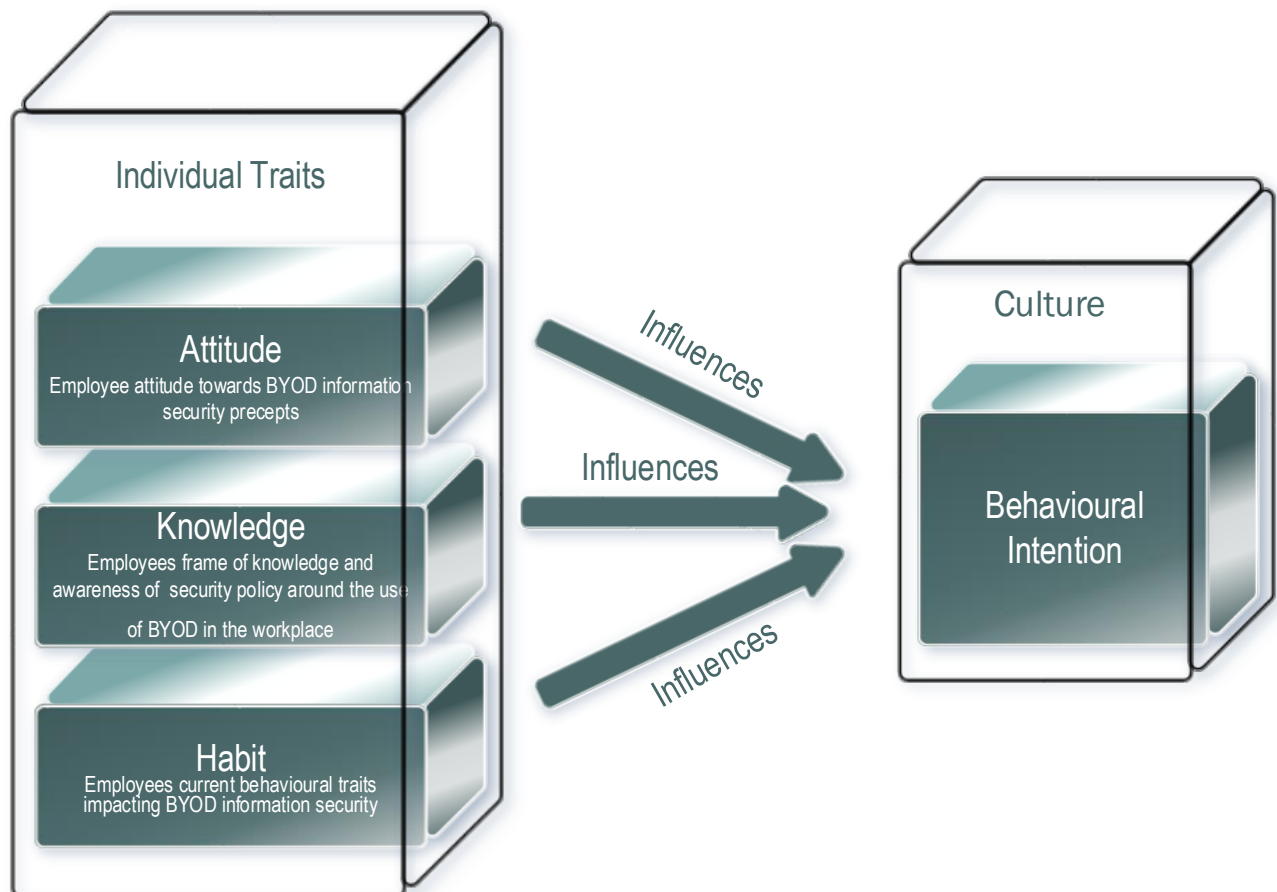 Individual Traits
Attitude
Employee attitude towards BYOD information
security precepts
Knowledge
Employees frame of knowledge and
awareness of security policy around the use
of BYOD in the workplace
Habit
Employees current behavioural traits
impacting BYOD information security
Influences
Influences
Influences
Culture
Behavioural
Intention